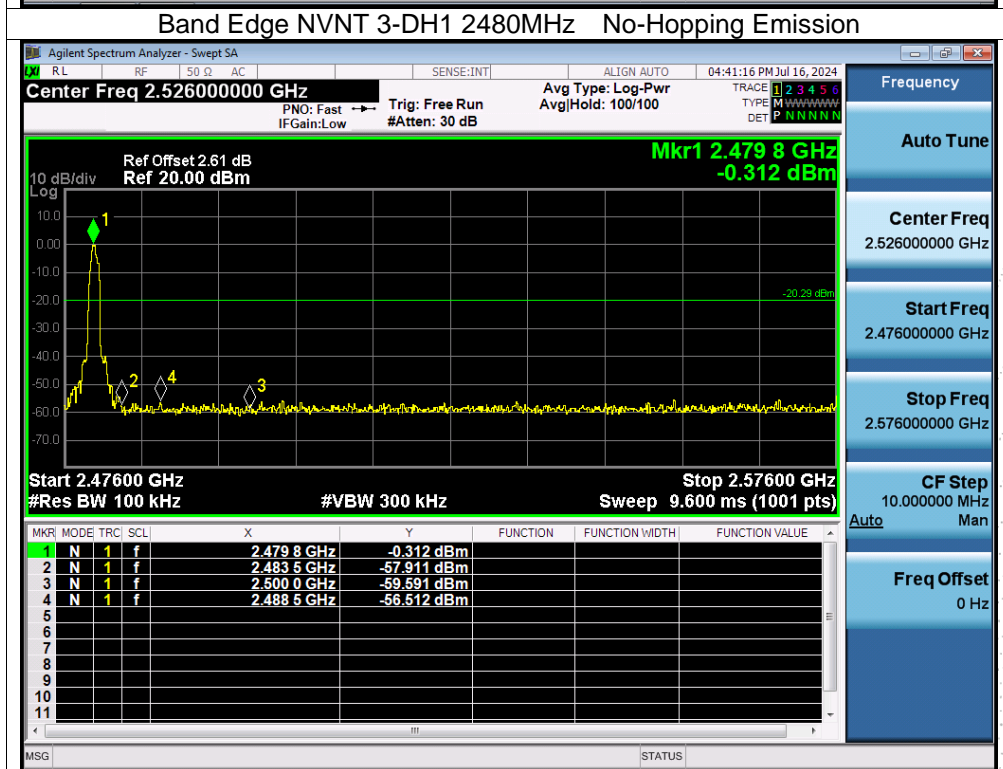 Band Edge NVNT 3-DH1 2480MHz No-Hopping Emission
Agilent Spectrum Analyzer - Swept SA
LXI RL RF 50 Ω AC SENSE:INT ALIGN AUTO 04:41:16 PM Jul 16, 2024
Center Freq 2.526000000 GHz
PNO: Fast
IFGain:Low
Trig: Free Run
#Atten: 30 dB
Avg Type: Log-Pwr
Avg|Hold: 100/100
TRACE 1 2 3 4 5 6
TYPE M WWWWW
DET P N N N N N
Frequency
Auto Tune
Center Freq
2.526000000 GHz
Start Freq
2.476000000 GHz
Stop Freq
2.576000000 GHz
CF Step
10.000000 MHz
Auto Man
Freq Offset
0 Hz
Mkr1 2.479 8 GHz
-0.312 dBm
Ref Offset 2.61 dB
10 dB/div Ref 20.00 dBm
Log
10.0
0.00
-10.0
-20.0
-30.0
-40.0
-50.0
-60.0
-70.0
1
-20.29 dBm
2
4
3
Start 2.47600 GHz Stop 2.57600 GHz
#Res BW 100 kHz #VBW 300 kHz Sweep 9.600 ms (1001 pts)
MKR MODE TRC SCL X Y FUNCTION FUNCTION WIDTH FUNCTION VALUE
1 N 1 f 2.479 8 GHz -0.312 dBm
2 N 1 f 2.483 5 GHz -57.911 dBm
3 N 1 f 2.500 0 GHz -59.591 dBm
4 N 1 f 2.488 5 GHz -56.512 dBm
5
6
7
8
9
10
11
MSG STATUS